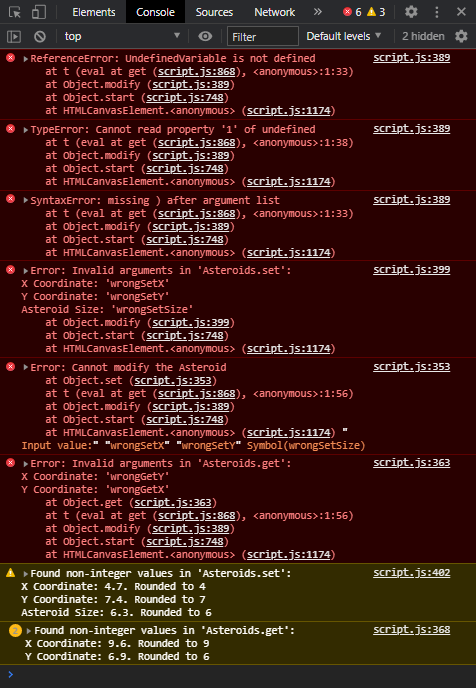 Elements Console Sources Network » 6 3
top Filter Default levels 2 hidden
ReferenceError: UndefinedVariable is not defined script.js:389
at t (eval at get (script.js:868), <anonymous>:1:33)
at Object.modify (script.js:389)
at Object.start (script.js:748)
at HTMLCanvasElement.<anonymous> (script.js:1174)
TypeError: Cannot read property '1' of undefined script.js:389
at t (eval at get (script.js:868), <anonymous>:1:38)
at Object.modify (script.js:389)
at Object.start (script.js:748)
at HTMLCanvasElement.<anonymous> (script.js:1174)
SyntaxError: missing ) after argument list script.js:389
at t (eval at get (script.js:868), <anonymous>:1:33)
at Object.modify (script.js:389)
at Object.start (script.js:748)
at HTMLCanvasElement.<anonymous> (script.js:1174)
Error: Invalid arguments in 'Asteroids.set': script.js:399
X Coordinate: 'wrongSetX'
Y Coordinate: 'wrongSetY'
Asteroid Size: 'wrongSetSize'
at Object.modify (script.js:399)
at Object.start (script.js:748)
at HTMLCanvasElement.<anonymous> (script.js:1174)
Error: Cannot modify the Asteroid script.js:353
at Object.set (script.js:353)
at t (eval at get (script.js:868), <anonymous>:1:56)
at Object.modify (script.js:389)
at Object.start (script.js:748)
at HTMLCanvasElement.<anonymous> (script.js:1174) "
Input value:" "wrongSetX" "wrongSetY" Symbol(wrongSetSize)
Error: Invalid arguments in 'Asteroids.get': script.js:363
X Coordinate: 'wrongGetY'
Y Coordinate: 'wrongGetX'
at Object.get (script.js:363)
at t (eval at get (script.js:868), <anonymous>:1:56)
at Object.modify (script.js:389)
at Object.start (script.js:748)
at HTMLCanvasElement.<anonymous> (script.js:1174)
Found non-integer values in 'Asteroids.set': script.js:402
X Coordinate: 4.7. Rounded to 4
Y Coordinate: 7.4. Rounded to 7
Asteroid Size: 6.3. Rounded to 6
2 Found non-integer values in 'Asteroids.get': script.js:368
X Coordinate: 9.6. Rounded to 9
Y Coordinate: 6.9. Rounded to 6